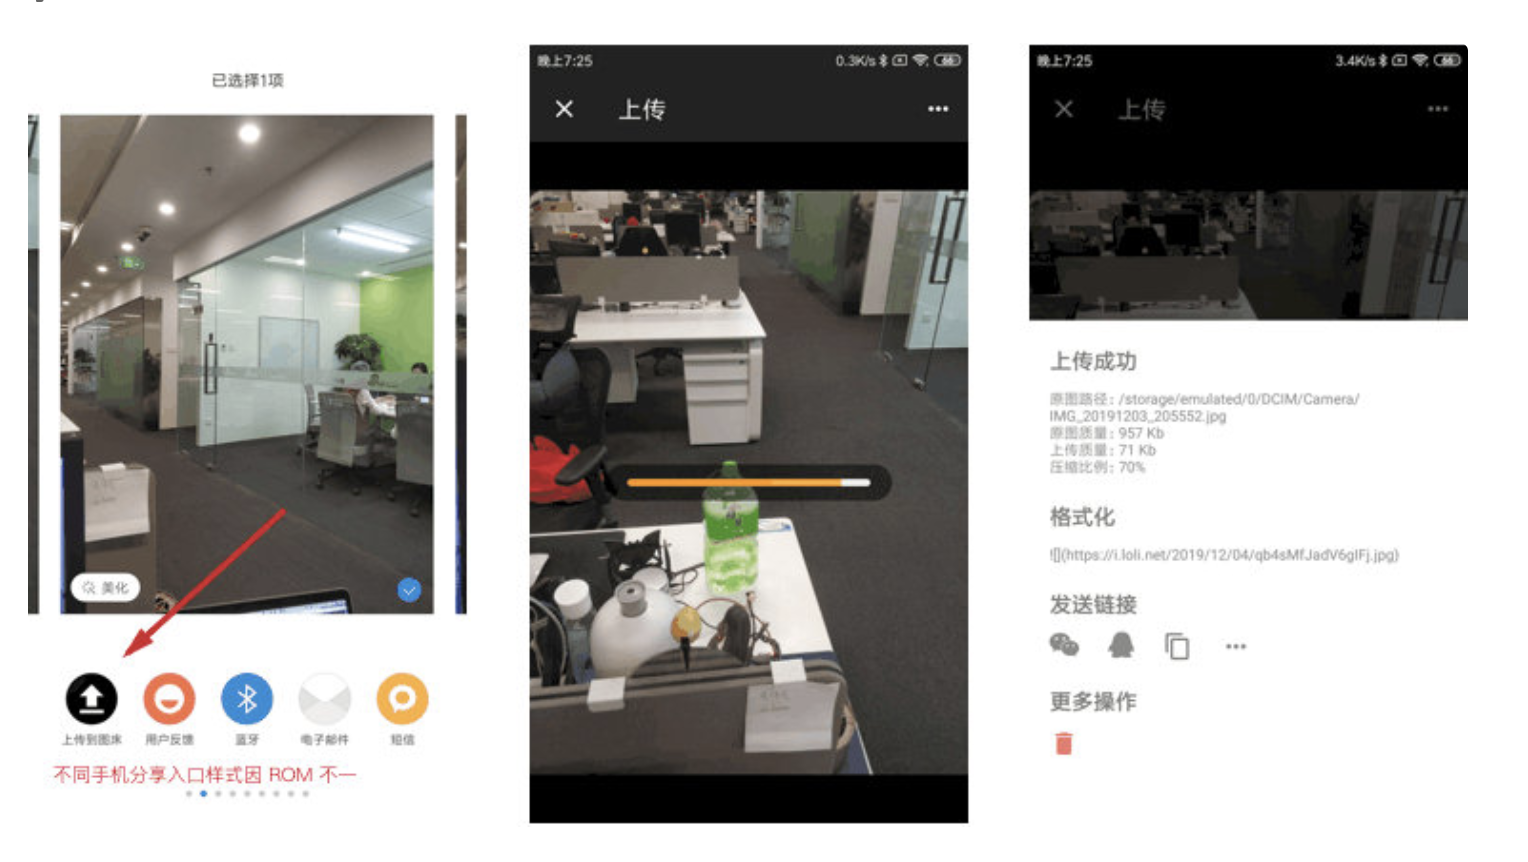 已选择1项
美化
上传到图床
用户反馈
蓝牙
电子邮件
短信
不同手机分享入口样式因 ROM 不一
晚上7:25
0.3K/s
66
上传
晚上7:25
3.4K/s
66
上传
上传成功
原图路径: /storage/emulated/0/DCIM/Camera/
IMG_20191203_205552.jpg
原图质量: 957 Kb
上传质量: 71 Kb
压缩比例: 70%
格式化
![](https://i.loli.net/2019/12/04/qb4sMfJadV6gIFj.jpg)
发送链接
更多操作